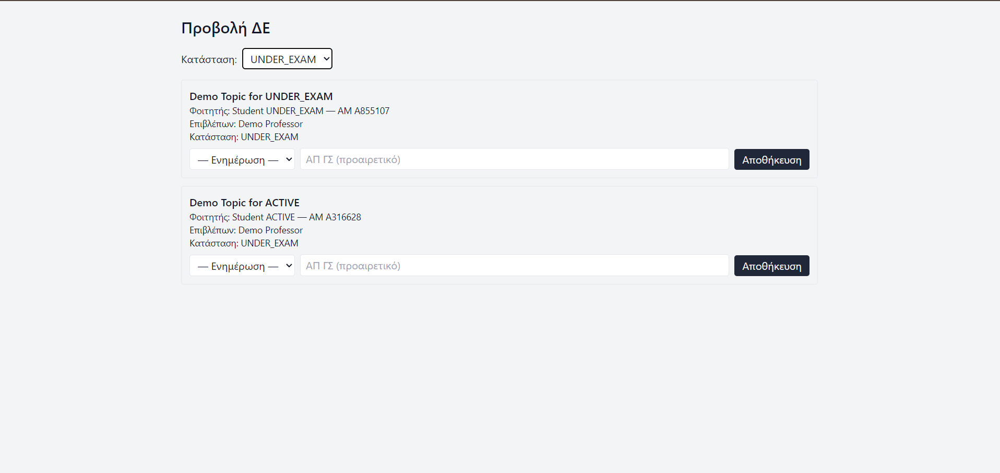 Προβολή ΔΕ
Κατάσταση: UNDER_EXAM
Demo Topic for UNDER_EXAM
Φοιτητής: Student UNDER_EXAM — ΑΜ A855107
Επιβλέπων: Demo Professor
Κατάσταση: UNDER_EXAM
— Ενημέρωση — ΑΠ ΓΣ (προαιρετικό) Αποθήκευση
Demo Topic for ACTIVE
Φοιτητής: Student ACTIVE — ΑΜ A316628
Επιβλέπων: Demo Professor
Κατάσταση: UNDER_EXAM
— Ενημέρωση — ΑΠ ΓΣ (προαιρετικό) Αποθήκευση